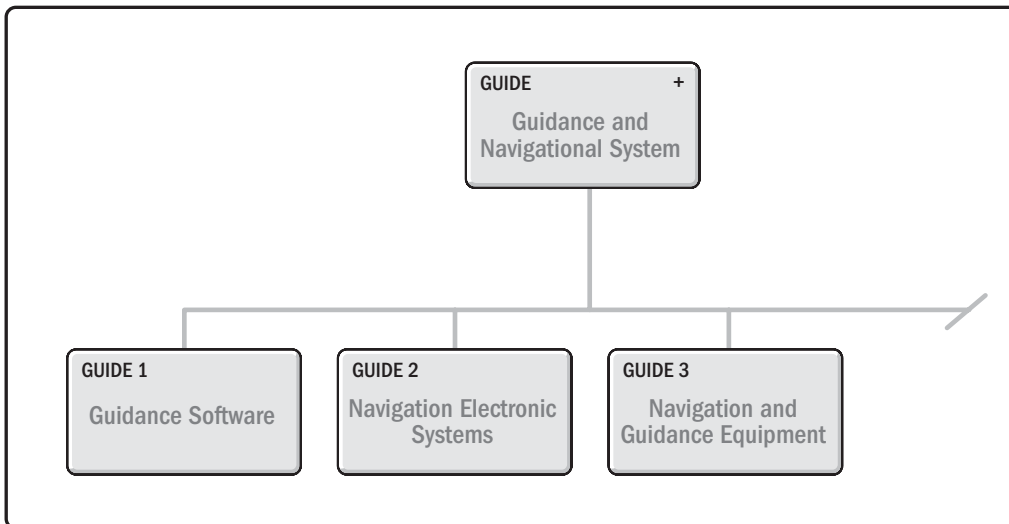 GUIDE +
Guidance and
Navigational System
GUIDE 1
Guidance Software
GUIDE 2
Navigation Electronic
Systems
GUIDE 3
Navigation and
Guidance Equipment